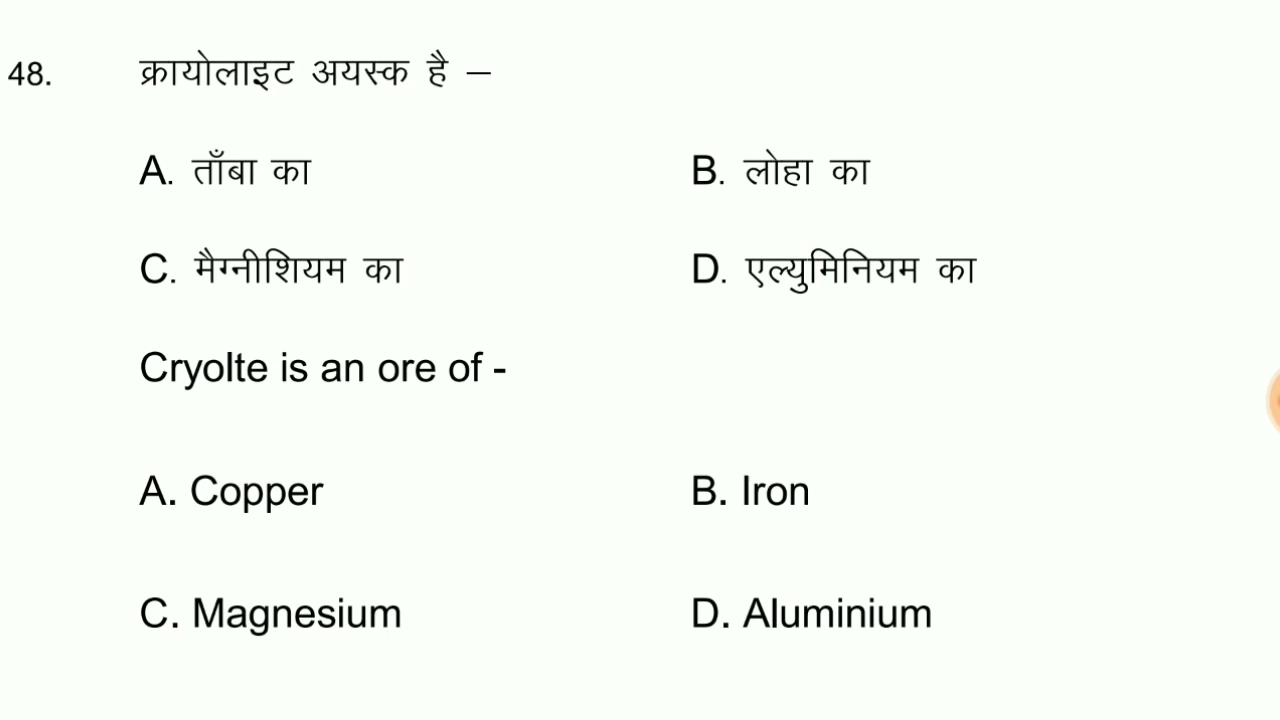 48. क्रायोलाइट अयस्क है –
A. ताँबा का B. लोहा का
C. मैग्नीशियम का D. एल्युमिनियम का
Cryolte is an ore of -
A. Copper B. Iron
C. Magnesium D. Aluminium